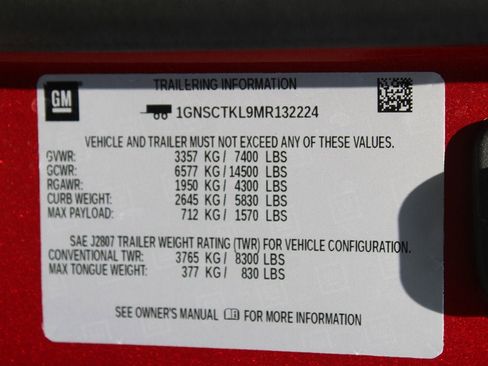 GM
TRAILERING INFORMATION
1GNSCTKL9MR132224
VEHICLE AND TRAILER MUST NOT EXCEED ANY OF THESE VALUES.
GVWR: 3357 KG/ 7400 LBS
GCWR: 6577 KG/14500 LBS
RGAWR: 1950 KG/ 4300 LBS
CURB WEIGHT: 2645 KG/ 5830 LBS
MAX PAYLOAD: 712 KG/ 1570 LBS
SAE J2807 TRAILER WEIGHT RATING (TWR) FOR VEHICLE CONFIGURATION.
CONVENTIONAL TWR: 3765 KG/ 8300 LBS
MAX TONGUE WEIGHT: 377 KG/ 830 LBS
SEE OWNER'S MANUAL FOR MORE INFORMATION